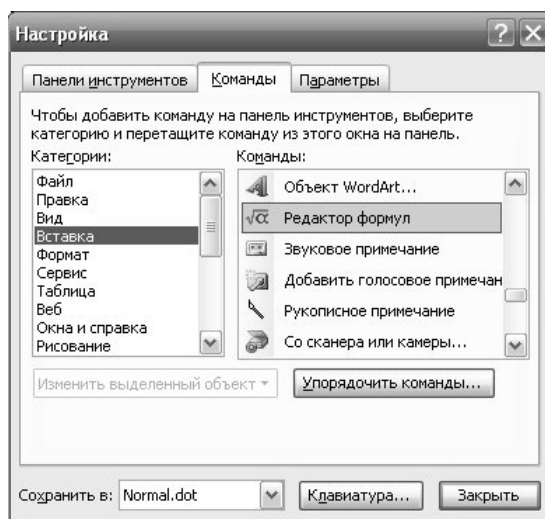 Настройка
Панели инструментов
Команды
Параметры
Чтобы добавить команду на панель инструментов, выберите
категорию и перетащите команду из этого окна на панель.
Категории:
Файл
Правка
Вид
Вставка
Формат
Сервис
Таблица
Веб
Окна и справка
Рисование
Команды:
Объект WordArt...
√α Редактор формул
Звуковое примечание
Добавить голосовое примечан
Рукописное примечание
Со сканера или камеры...
Изменить выделенный объект
Упорядочить команды...
Сохранить в: Normal.dot
Клавиатура...
Закрыть